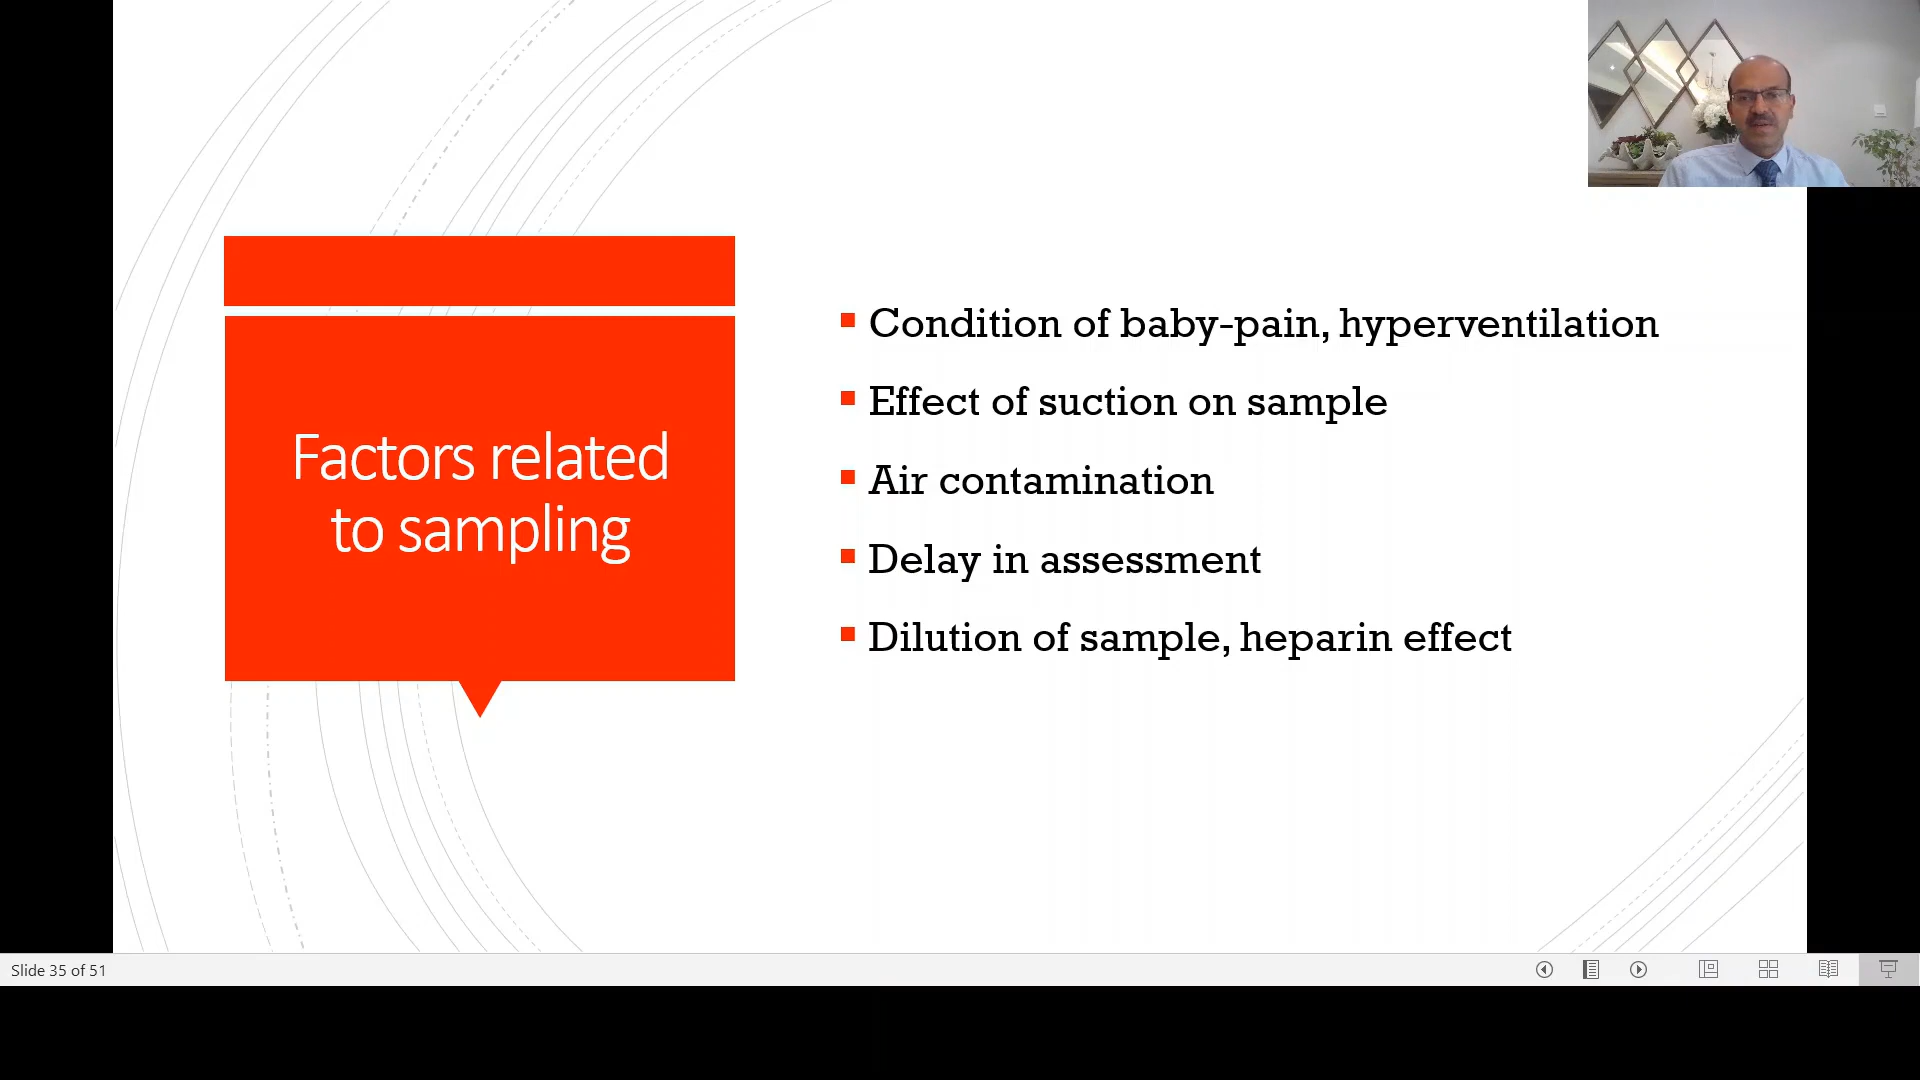 Factors related
to sampling
Condition of baby-pain, hyperventilation
Effect of suction on sample
Air contamination
Delay in assessment
Dilution of sample, heparin effect
Slide 35 of 51